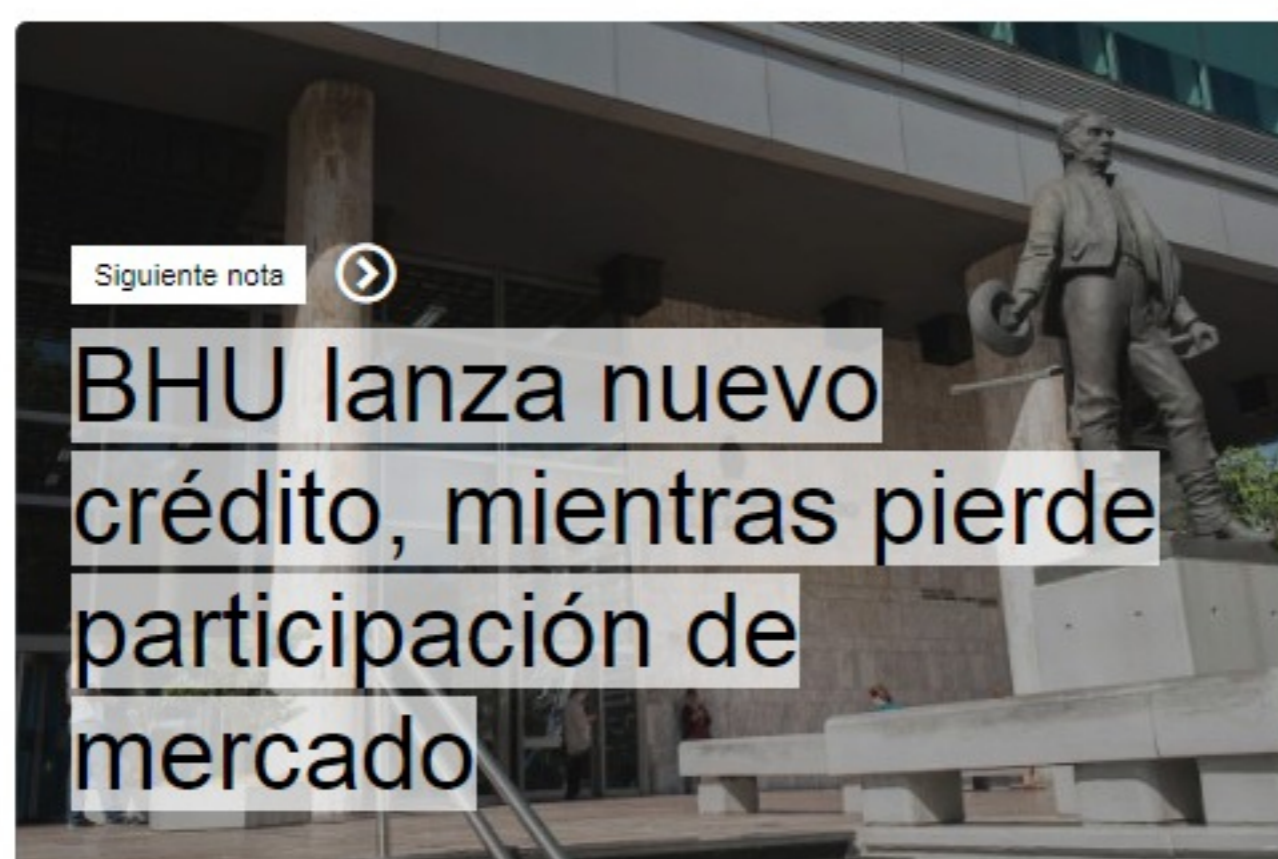 Siguiente nota
BHU lanza nuevo
crédito, mientras pierde
participación de
mercado